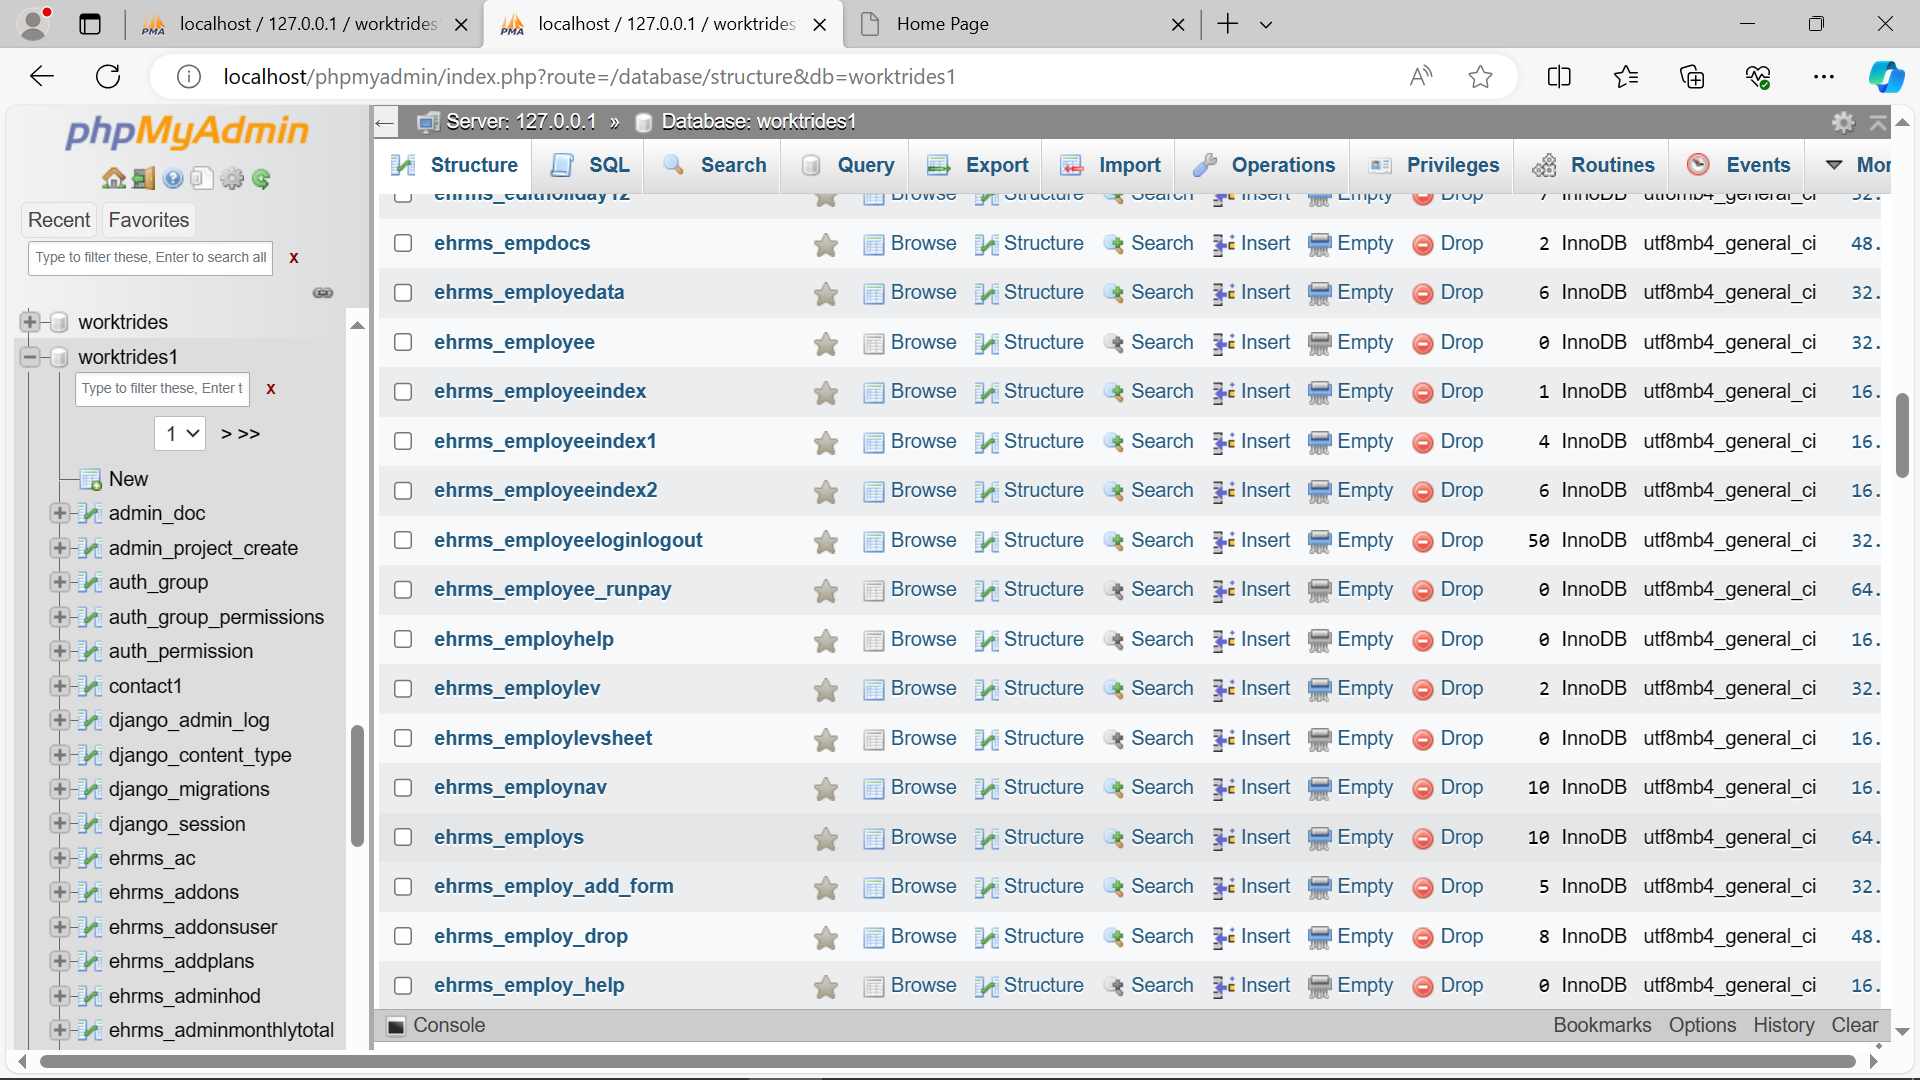 localhost / 127.0.0.1 / worktrides
localhost / 127.0.0.1 / worktrides
Home Page
localhost/phpmyadmin/index.php?route=/database/structure&db=worktrides1
phpMyAdmin
Recent Favorites
Type to filter these, Enter to search all x
worktrides
worktrides1
Type to filter these, Enter t x
1 > >>
New
admin_doc
admin_project_create
auth_group
auth_group_permissions
auth_permission
contact1
django_admin_log
django_content_type
django_migrations
django_session
ehrms_ac
ehrms_addons
ehrms_addonsuser
ehrms_addplans
ehrms_adminhod
ehrms_adminmonthlytotal
Server: 127.0.0.1 » Database: worktrides1
Structure SQL Search Query Export Import Operations Privileges Routines Events Mor
ehrms_editholiday12 Browse Structure Search Insert Empty Drop 7 InnoDB utf8mb4_general_ci 32.
ehrms_empdocs Browse Structure Search Insert Empty Drop 2 InnoDB utf8mb4_general_ci 48.
ehrms_employedata Browse Structure Search Insert Empty Drop 6 InnoDB utf8mb4_general_ci 32.
ehrms_employee Browse Structure Search Insert Empty Drop 0 InnoDB utf8mb4_general_ci 32.
ehrms_employeeindex Browse Structure Search Insert Empty Drop 1 InnoDB utf8mb4_general_ci 16.
ehrms_employeeindex1 Browse Structure Search Insert Empty Drop 4 InnoDB utf8mb4_general_ci 16.
ehrms_employeeindex2 Browse Structure Search Insert Empty Drop 6 InnoDB utf8mb4_general_ci 16.
ehrms_employeeloginlogout Browse Structure Search Insert Empty Drop 50 InnoDB utf8mb4_general_ci 32.
ehrms_employee_runpay Browse Structure Search Insert Empty Drop 0 InnoDB utf8mb4_general_ci 64.
ehrms_employhelp Browse Structure Search Insert Empty Drop 0 InnoDB utf8mb4_general_ci 16.
ehrms_employlev Browse Structure Search Insert Empty Drop 2 InnoDB utf8mb4_general_ci 32.
ehrms_employlevsheet Browse Structure Search Insert Empty Drop 0 InnoDB utf8mb4_general_ci 16.
ehrms_employnav Browse Structure Search Insert Empty Drop 10 InnoDB utf8mb4_general_ci 16.
ehrms_employs Browse Structure Search Insert Empty Drop 10 InnoDB utf8mb4_general_ci 64.
ehrms_employ_add_form Browse Structure Search Insert Empty Drop 5 InnoDB utf8mb4_general_ci 32.
ehrms_employ_drop Browse Structure Search Insert Empty Drop 8 InnoDB utf8mb4_general_ci 48.
ehrms_employ_help Browse Structure Search Insert Empty Drop 0 InnoDB utf8mb4_general_ci 16.
Console Bookmarks Options History Clear